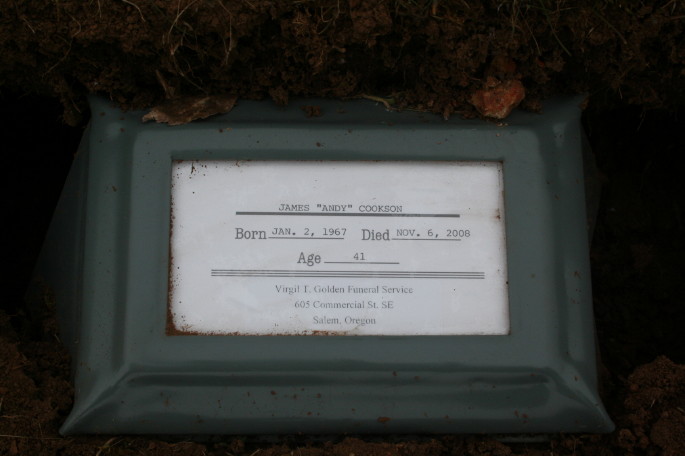 JAMES "ANDY" COOKSON
Born JAN. 2, 1967 Died NOV. 6, 2008
Age 41
Virgil T. Golden Funeral Service
605 Commercial St. SE
Salem, Oregon